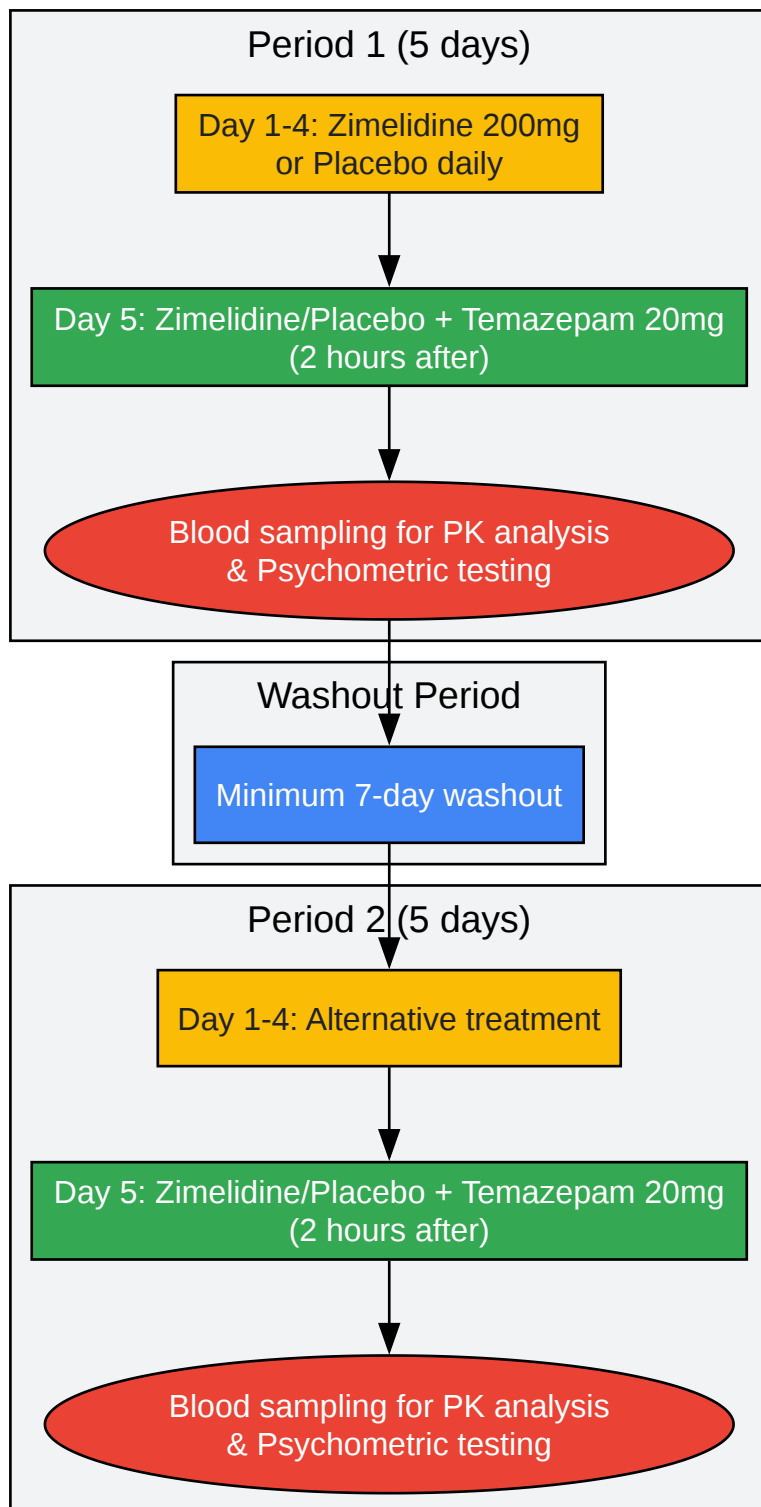 Period 1 (5 days)
Day 1-4: Zimelidine 200mg
or Placebo daily
Day 5: Zimelidine/Placebo + Temazepam 20mg
(2 hours after)
Blood sampling for PK analysis
& Psychometric testing
Washout Period
Minimum 7-day washout
Period 2 (5 days)
Day 1-4: Alternative treatment
Day 5: Zimelidine/Placebo + Temazepam 20mg
(2 hours after)
Blood sampling for PK analysis
& Psychometric testing